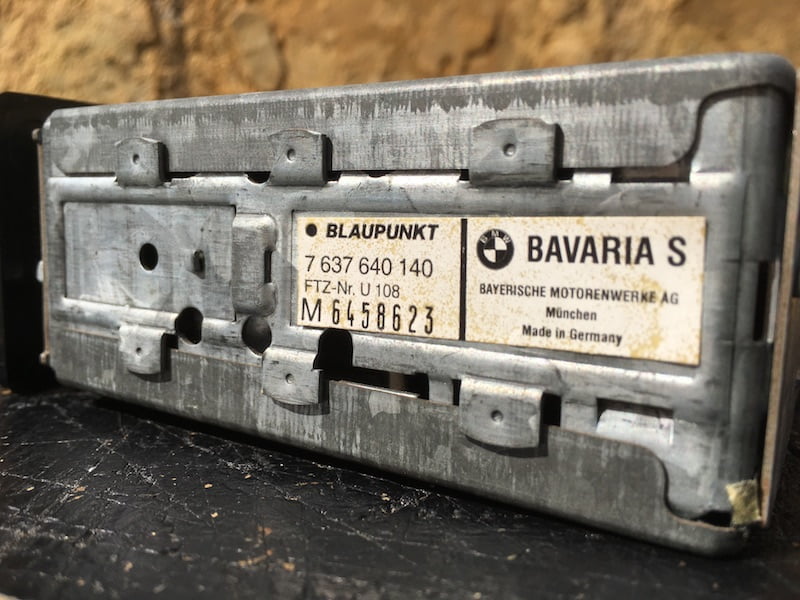 BLAUPUNKT
7 637 640 140
FTZ-Nr. U 108
M 6458623
BMW
BAVARIA S
BAYERISCHE MOTORENWERKE AG
München
Made in Germany